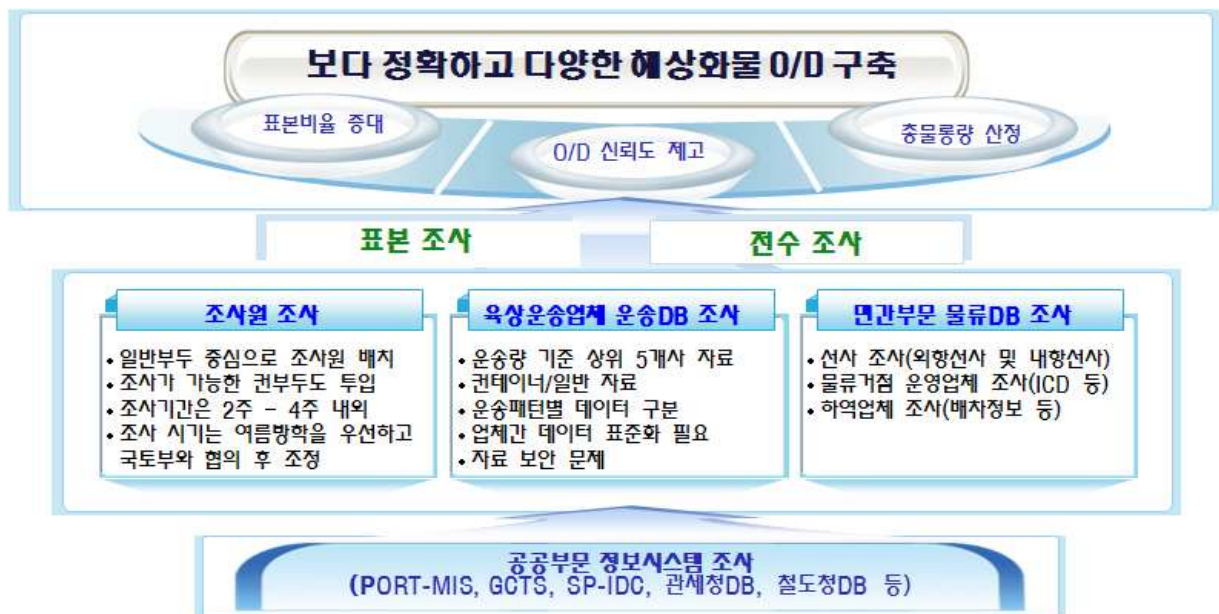 보다 정확하고 다양한 해상화물 O/D 구축
표본비율 증대
O/D 신뢰도 제고
총물동량 산정
표본 조사
전수 조사
조사원 조사
• 일반부두 중심으로 조사원 배치
• 조사가 가능한 컨부두도 투입
• 조사기간은 2주 - 4주 내외
• 조사 시기는 여름방학을 우선하고
국토부와 협의 후 조정
육상운송업체 운송DB 조사
• 운송량 기준 상위 5개사 자료
• 컨테이너/일반 자료
• 운송패턴별 데이터 구분
• 업체간 데이터 표준화 필요
• 자료 보안 문제
민간부문 물류DB 조사
• 선사 조사(외항선사 및 내항선사)
• 물류거점 운영업체 조사(ICD 등)
• 하역업체 조사(배차정보 등)
공공부문 정보시스템 조사
(PORT-MIS, GCTS, SP-IDC, 관세청DB, 철도청DB 등)